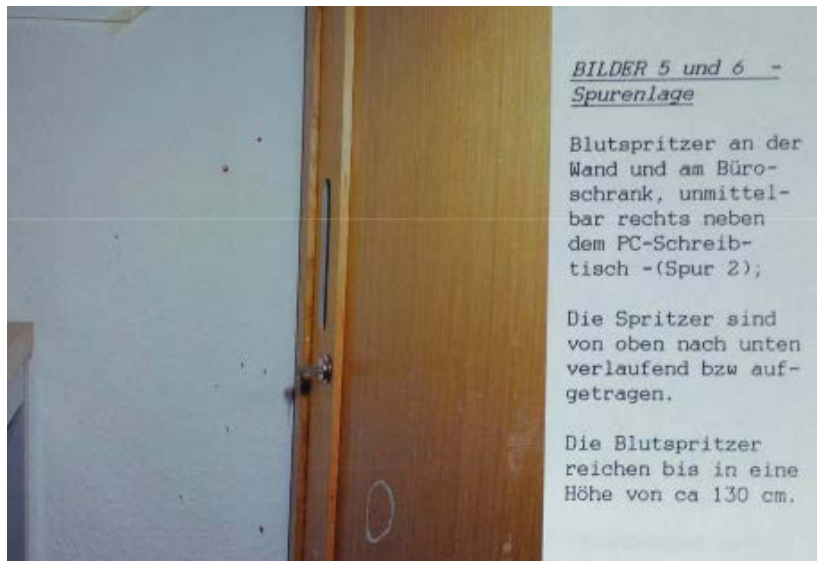 BILDER 5 und 6 -
Spurenlage
Blutspritzer an der
Wand und am Büro-
schrank, unmittel-
bar rechts neben
dem PC-Schreib-
tisch -(Spur 2);
Die Spritzer sind
von oben nach unten
verlaufend bzw auf-
getragen.
Die Blutspritzer
reichen bis in eine
Höhe von ca 130 cm.